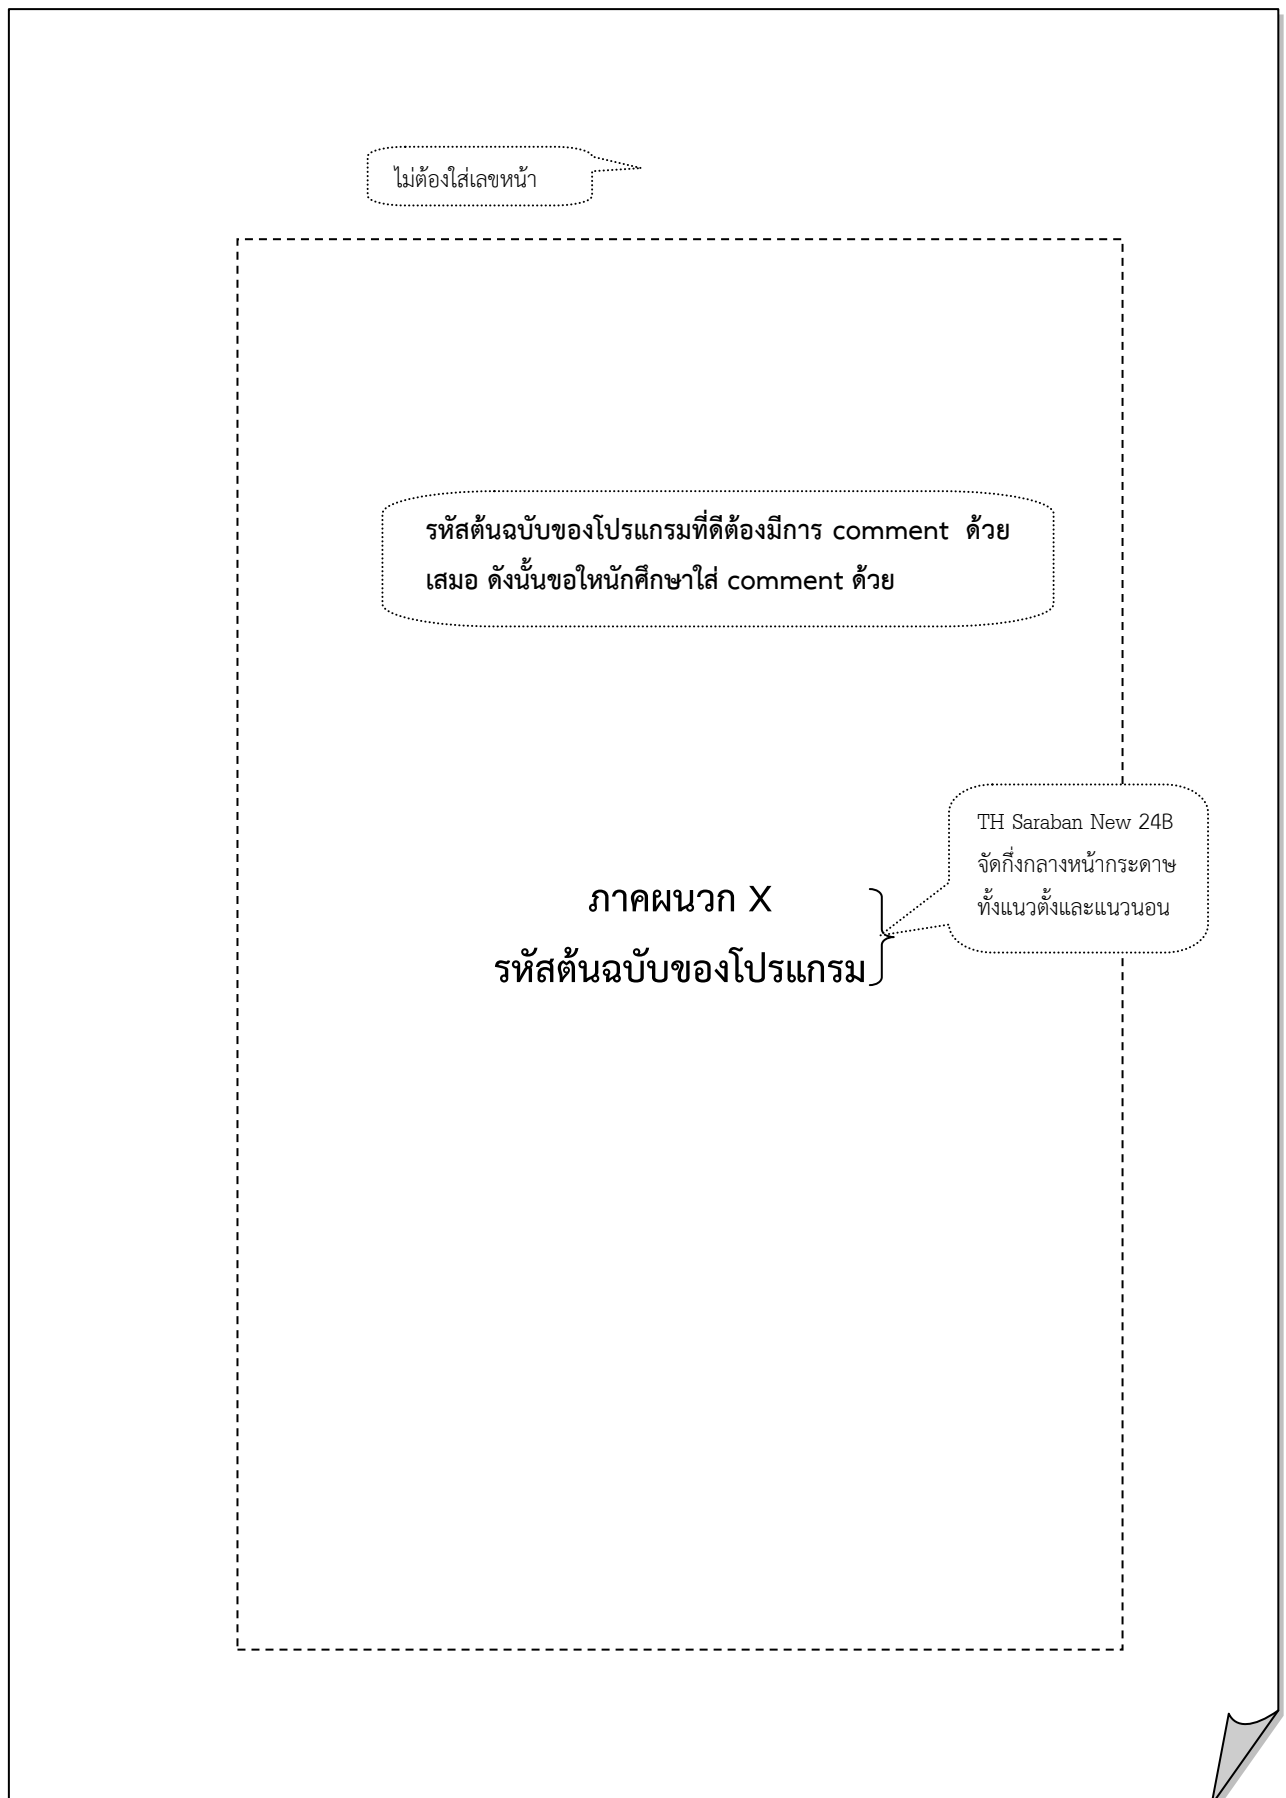 ไม่ต้องใส่เลขหน้า
รหัสต้นฉบับของโปรแกรมที่ดีต้องมีการ comment ด้วย
เสมอ ดังนั้นขอใหนักศึกษาใส่ comment ด้วย
TH Saraban New 24B
จัดกึ่งกลางหน้ากระดาษ
ทั้งแนวตั้งและแนวนอน
ภาคผนวก X
รหัสต้นฉบับของโปรแกรม